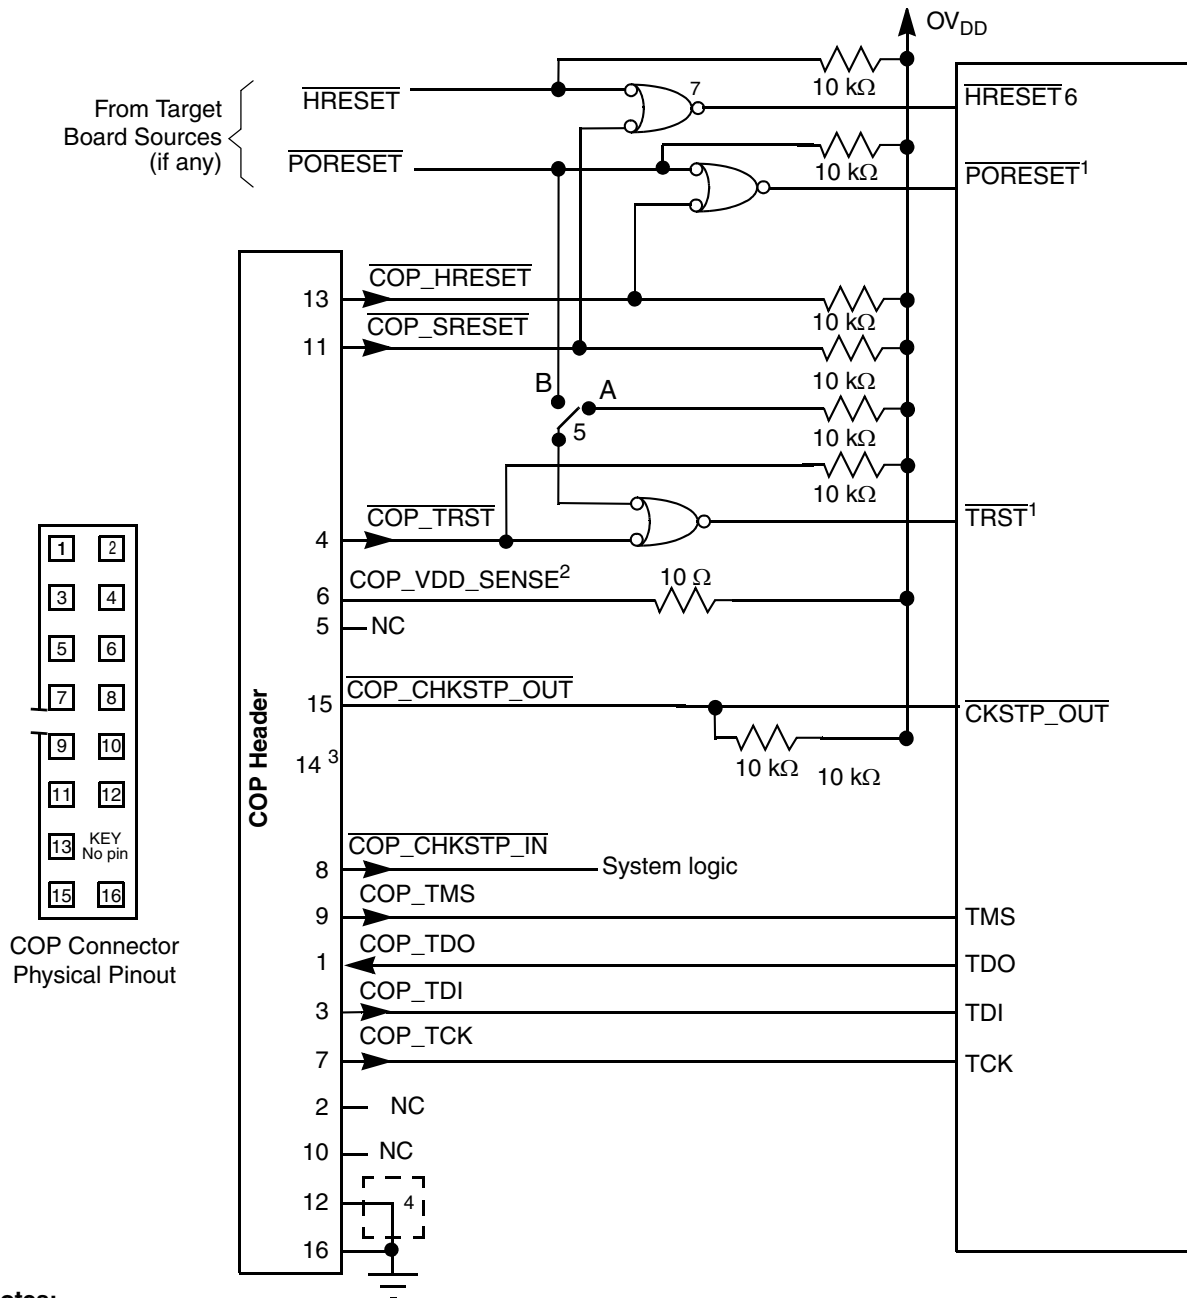 OVDD
10 kΩ
From Target
Board Sources
(if any)
HRESET
7
HRESET6
PORESET
10 kΩ
PORESET1
13
COP_HRESET
10 kΩ
11
COP_SRESET
10 kΩ
B
A
5
10 kΩ
10 kΩ
4
COP_TRST
TRST1
6
COP_VDD_SENSE2
10 Ω
5
NC
15
COP_CHKSTP_OUT
CKSTP_OUT
10 kΩ
10 kΩ
14 3
COP Header
8
COP_CHKSTP_IN
System logic
9
COP_TMS
TMS
1
COP_TDO
TDO
3
COP_TDI
TDI
7
COP_TCK
TCK
2
NC
10
NC
12
4
16
1 2
3 4
5 6
7 8
9 10
11 12
13 KEY
No pin
15 16
COP Connector
Physical Pinout